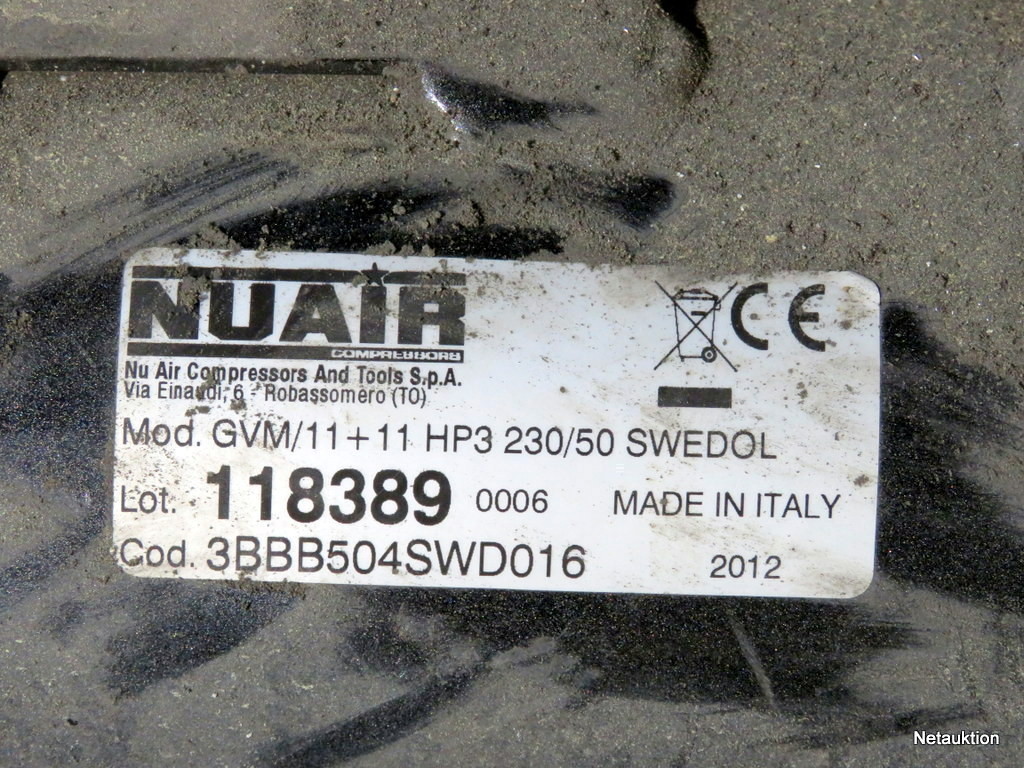 NUAIR
COMPRESSORS
Nu Air Compressors And Tools S.p.A.
Via Einaudi, 6 - Robassomero (TO)
CE
Mod. GVM/11+11 HP3 230/50 SWEDOL
Lot. 118389 0006 MADE IN ITALY
Cod. 3BBB504SWD016 2012
Netauktion